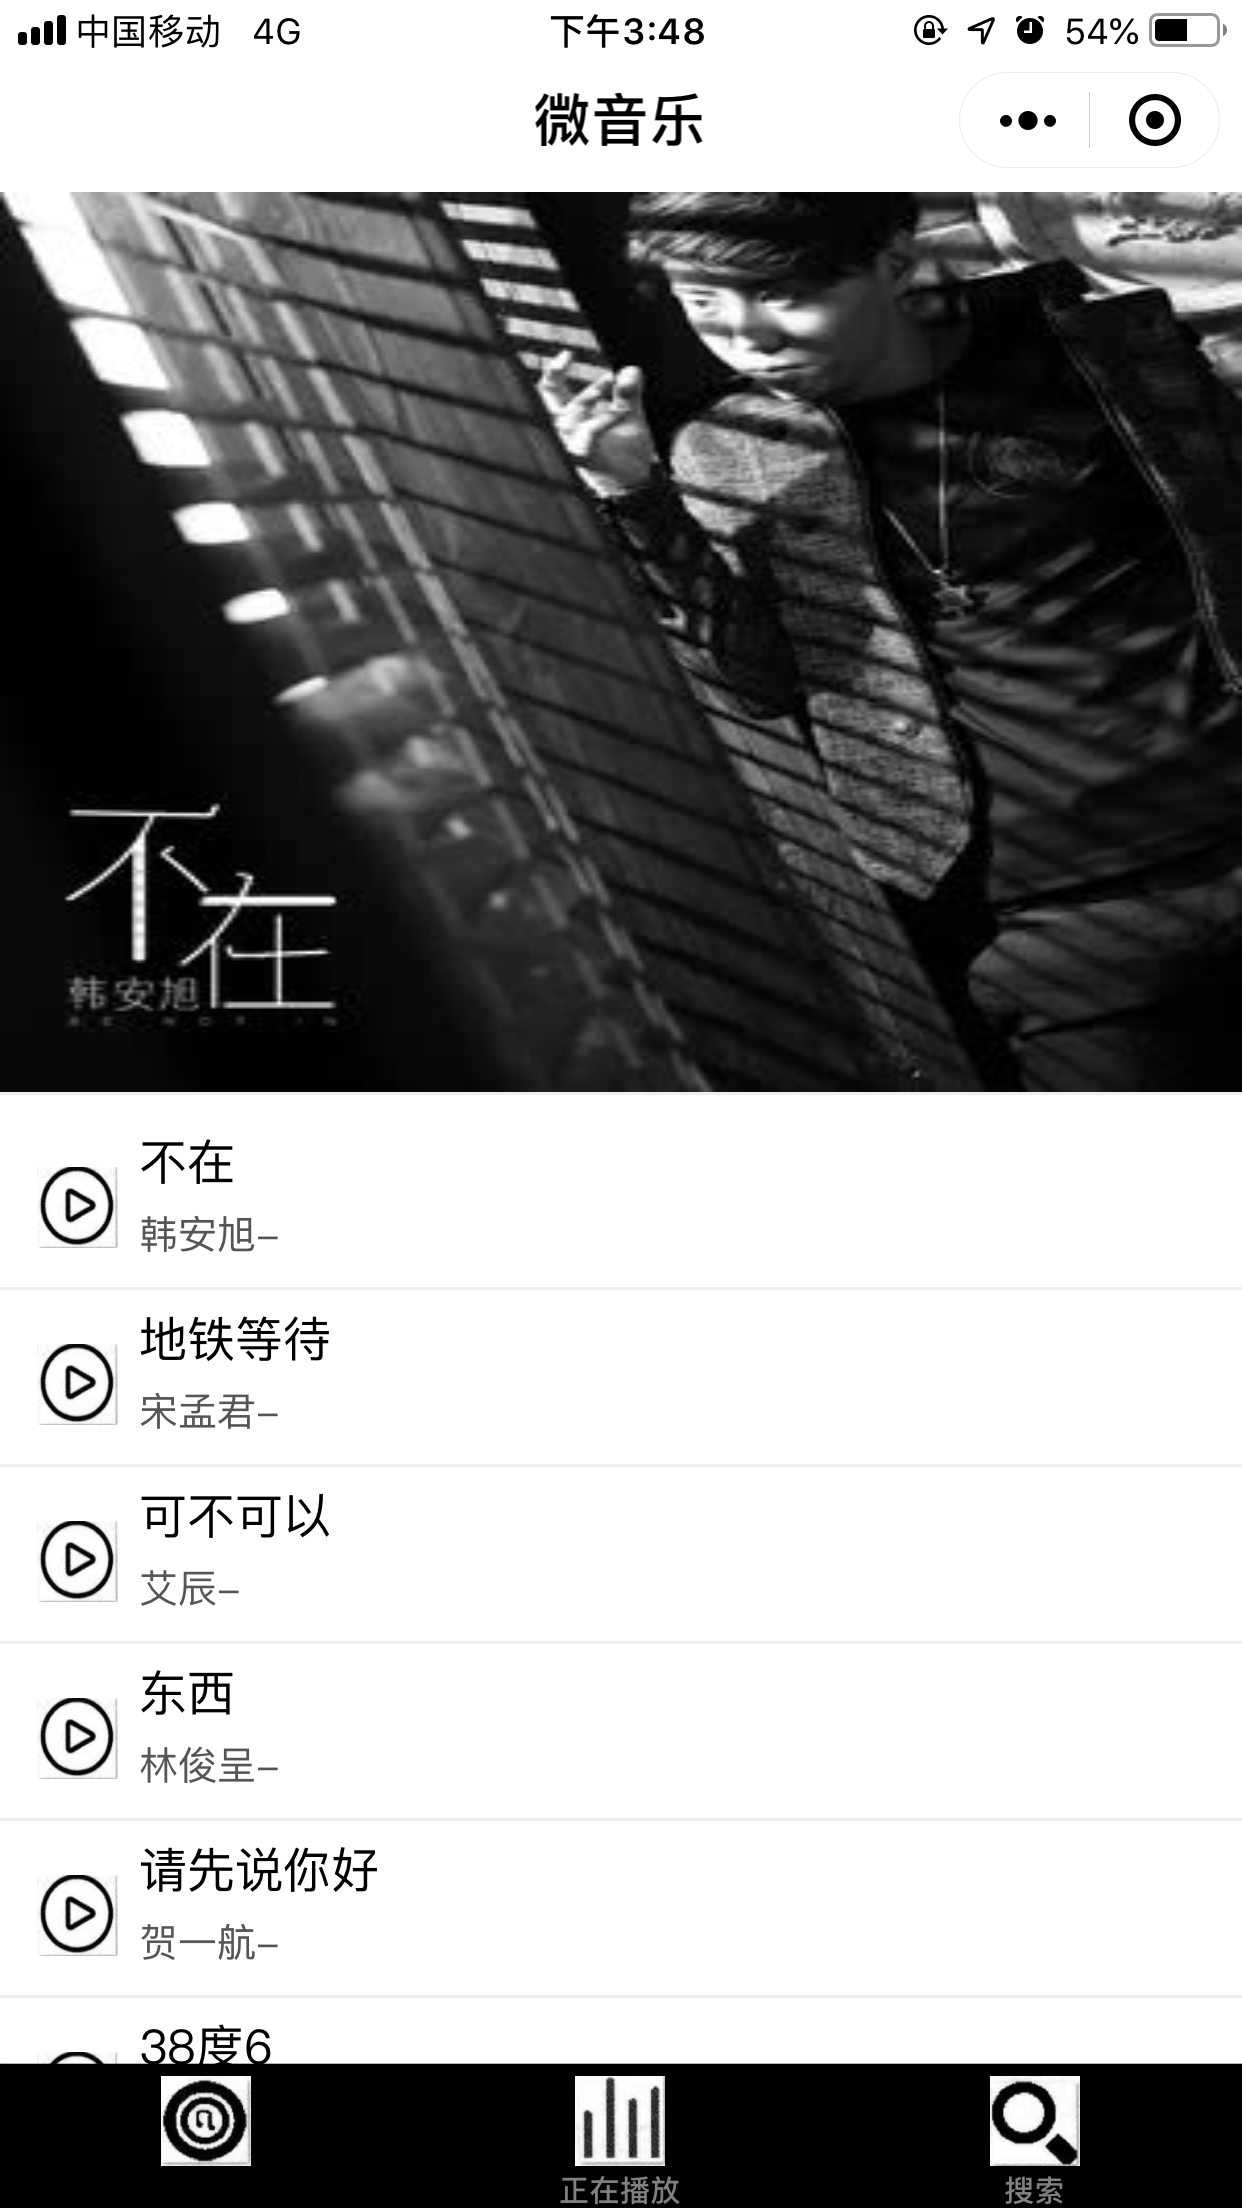 中国移动 4G 下午3:48 54%
微音乐
不在
韩安旭
BE NOT IN
不在
韩安旭–
地铁等待
宋孟君–
可不可以
艾辰–
东西
林俊呈–
请先说你好
贺一航–
38度6
正在播放 搜索